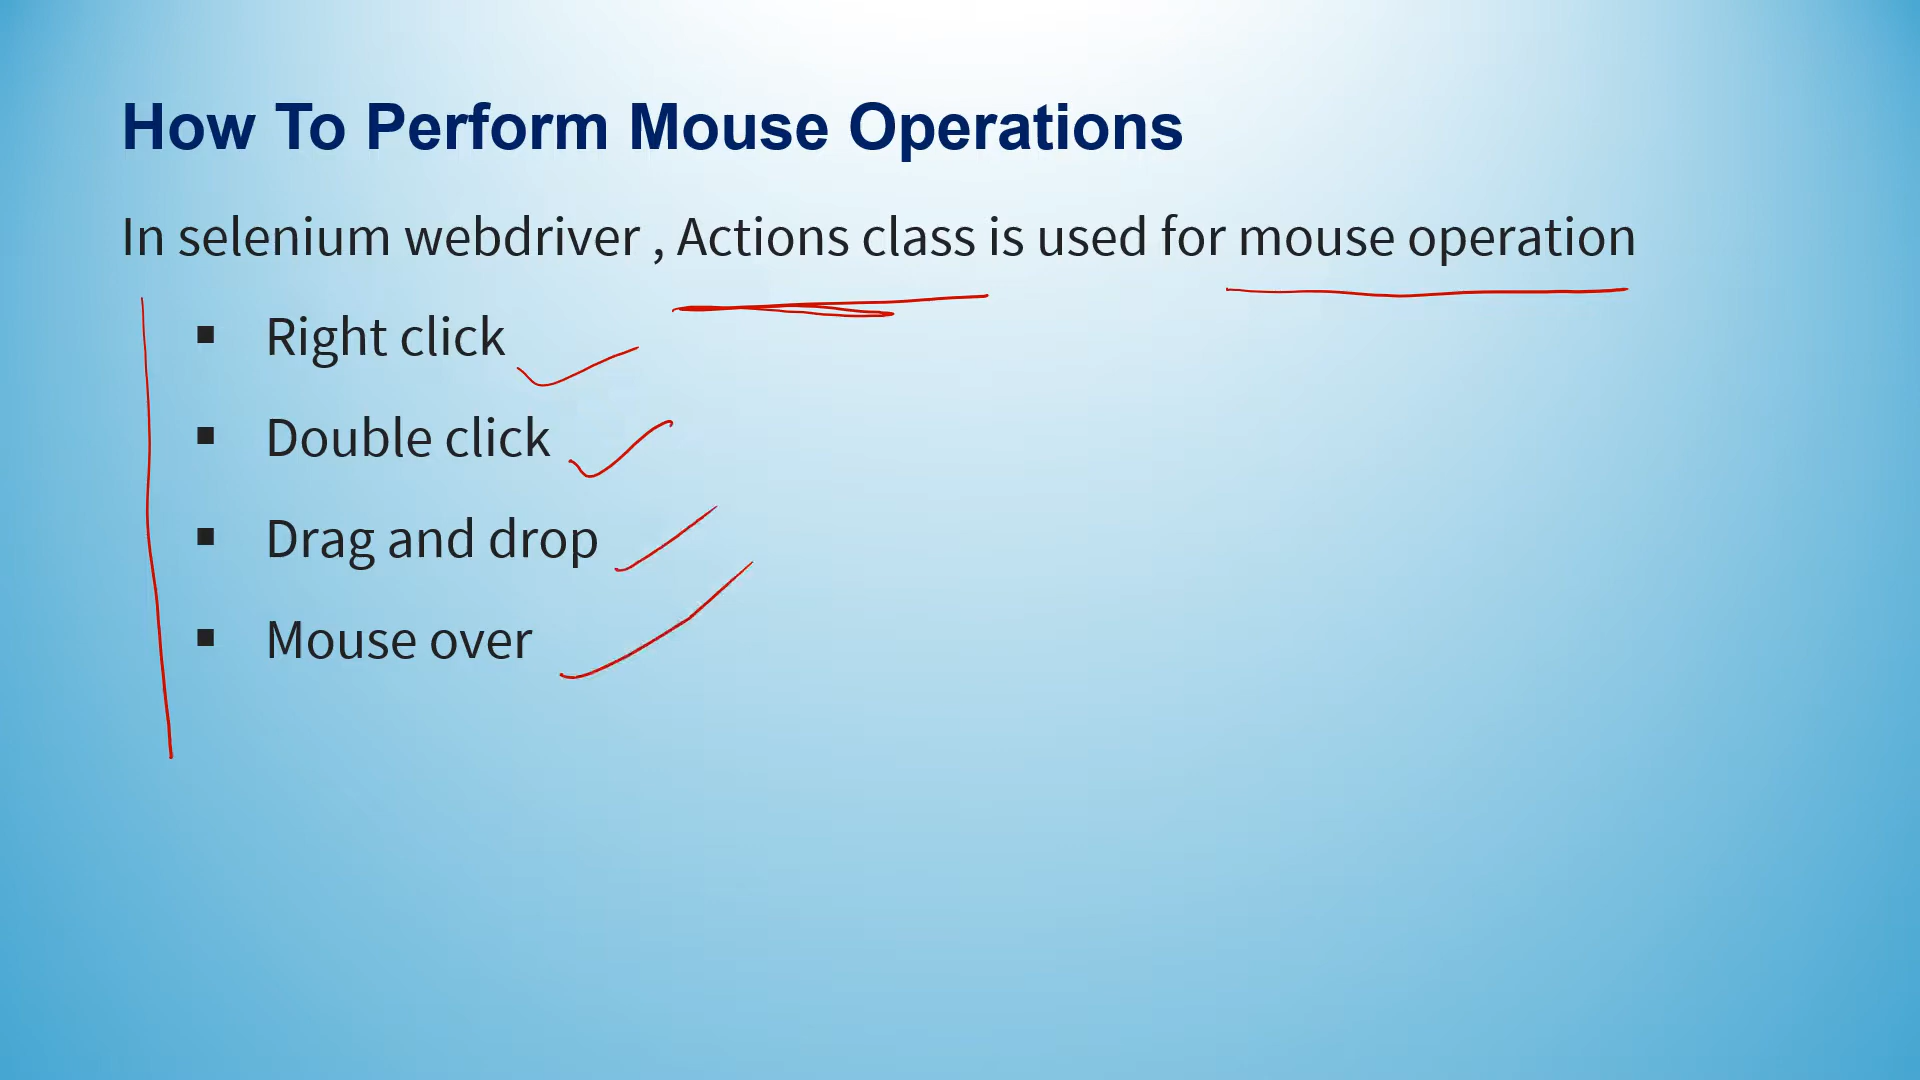 How To Perform Mouse Operations
In selenium webdriver , Actions class is used for mouse operation
▪ Right click
▪ Double click
▪ Drag and drop
▪ Mouse over